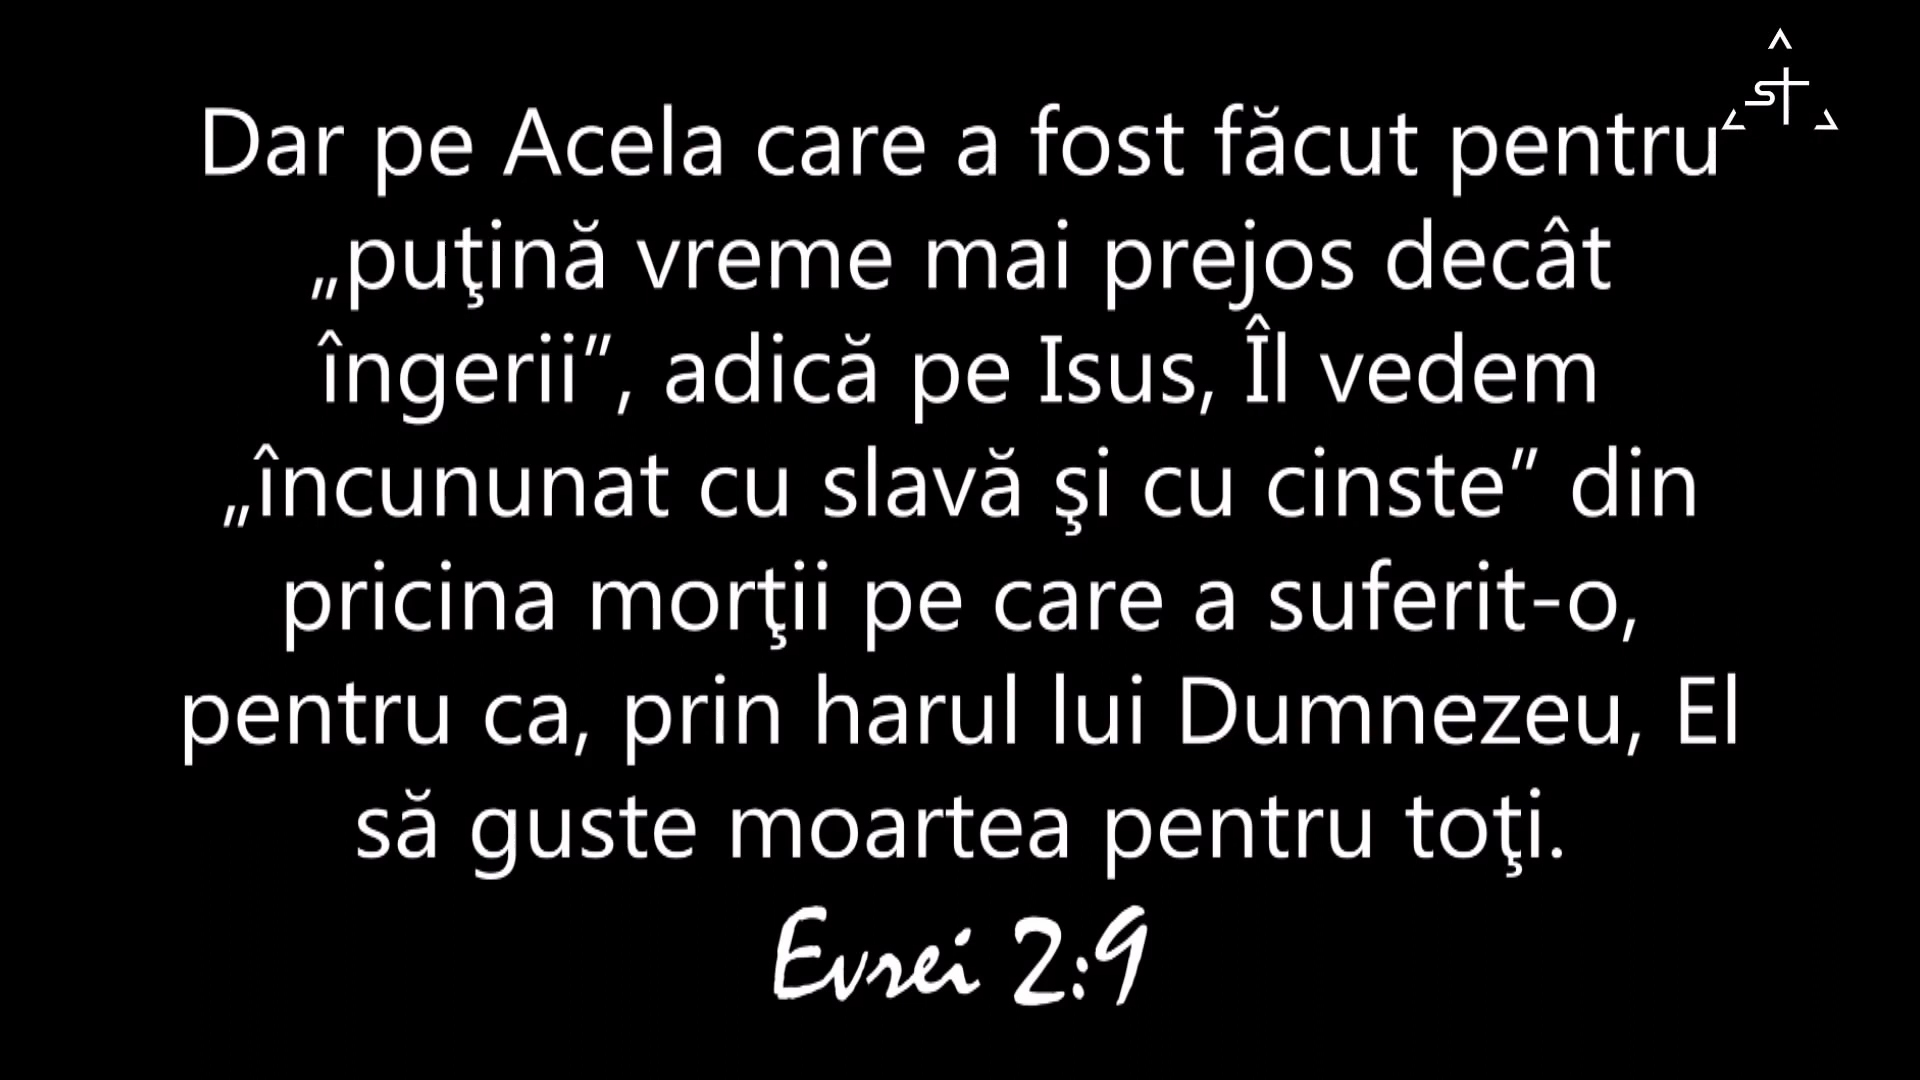 ST
Dar pe Acela care a fost făcut pentru
„puţină vreme mai prejos decât
îngerii”, adică pe Isus, Îl vedem
„încununat cu slavă şi cu cinste” din
pricina morţii pe care a suferit-o,
pentru ca, prin harul lui Dumnezeu, El
să guste moartea pentru toţi.
Evrei 2:9